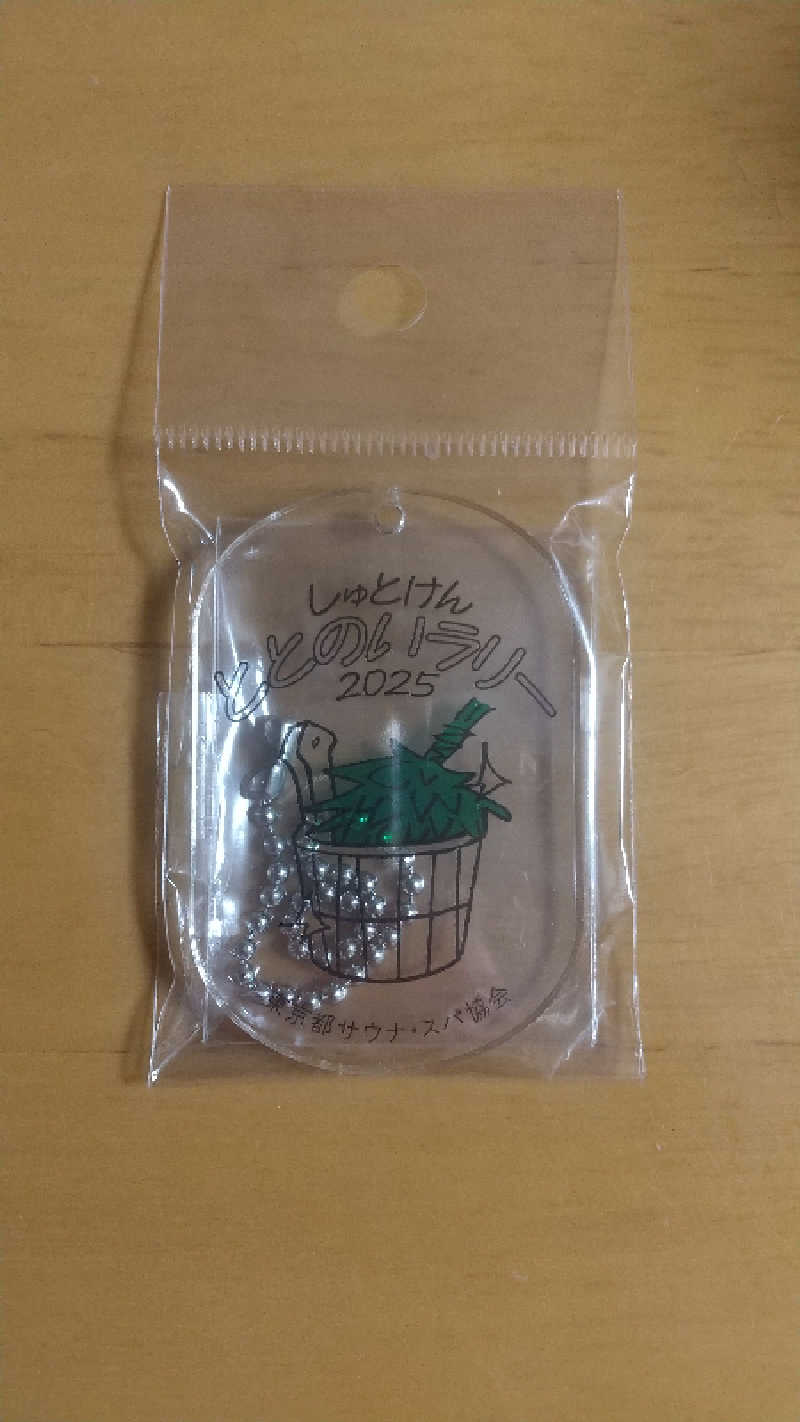 しゅとけん
ととのいラリー
2025
東京都サウナ・スパ協会